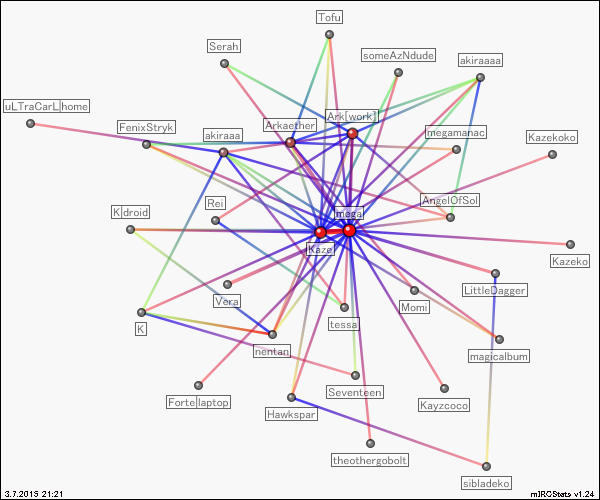 Tofu
Serah
someAzNdude
akiraaaa
uLTraCarL|home
Ark[work]
FenixStryk
akiraaa
Arkaether
megamanac
Kazekoko
Rei
AngelOfSol
K|droid
mega
Kaze
Kazeko
Vera
Momi
LittleDagger
K
tessa
nentan
magicalbum
Forte|laptop
Hawkspar
Seventeen
Kayzcoco
theothergobolt
sibladeko
3.7.2015 21:21
mIRCStats v1.24